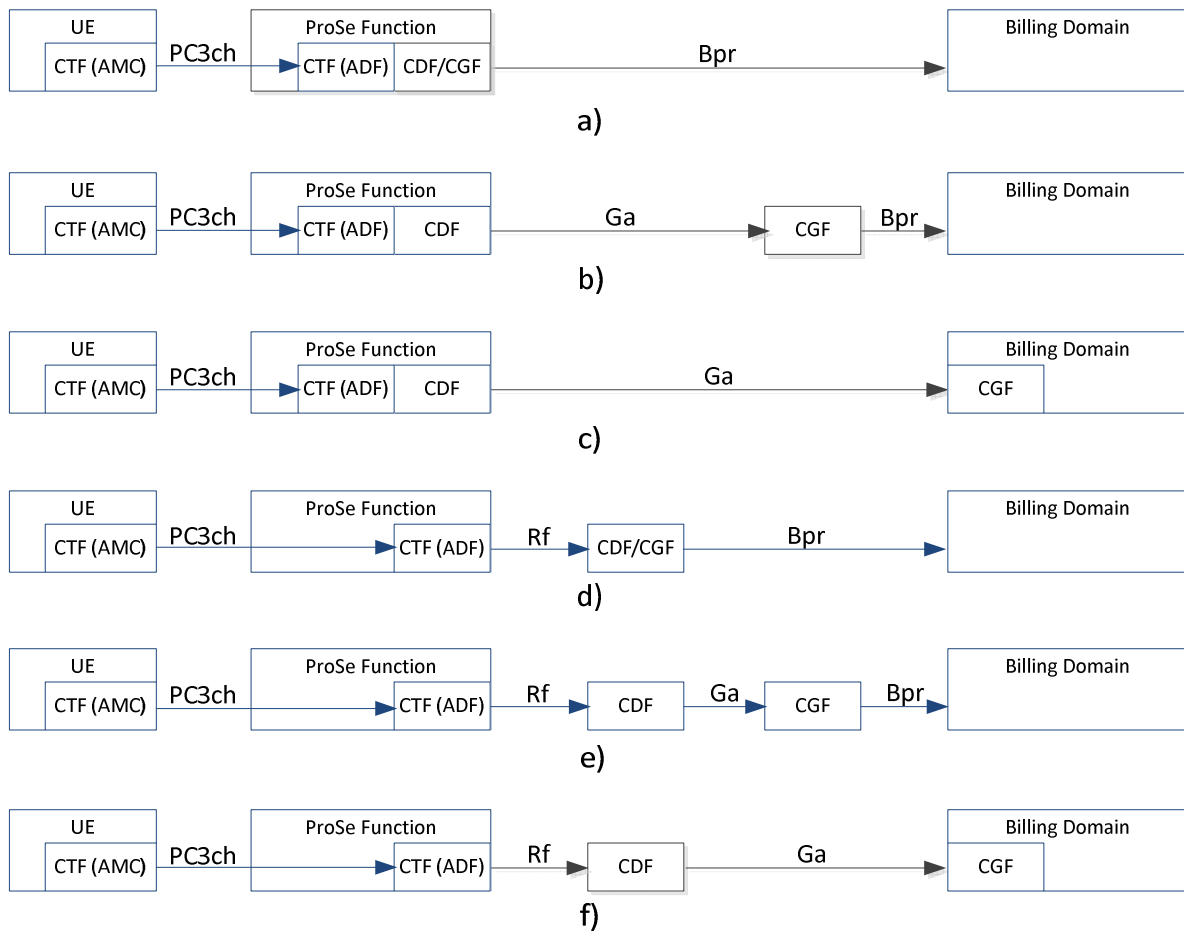 UE
ProSe Function
Billing Domain
CTF (AMC)
PC3ch
CTF (ADF)
CDF/CGF
Bpr
a)
UE
ProSe Function
Billing Domain
CTF (AMC)
PC3ch
CTF (ADF)
CDF
Ga
CGF
Bpr
b)
UE
ProSe Function
Billing Domain
CTF (AMC)
PC3ch
CTF (ADF)
CDF
Ga
CGF
c)
UE
ProSe Function
Billing Domain
CTF (AMC)
PC3ch
CTF (ADF)
Rf
CDF/CGF
Bpr
d)
UE
ProSe Function
Billing Domain
CTF (AMC)
PC3ch
CTF (ADF)
Rf
CDF
Ga
CGF
Bpr
e)
UE
ProSe Function
Billing Domain
CTF (AMC)
PC3ch
CTF (ADF)
Rf
CDF
Ga
CGF
f)